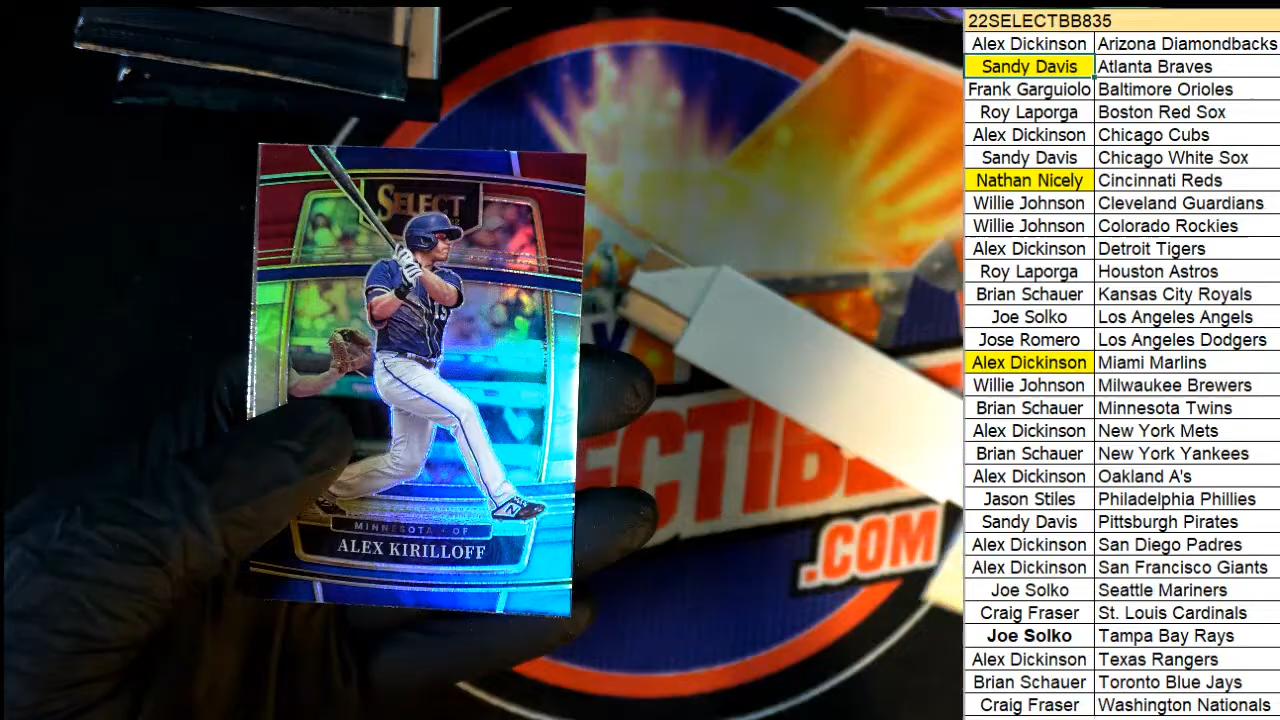 SELECT
MINNESOTA • OF
ALEX KIRILLOFF
N
.COM
22SELECTBB835
Alex Dickinson Arizona Diamondbacks
Sandy Davis Atlanta Braves
Frank Garguiolo Baltimore Orioles
Roy Laporga Boston Red Sox
Alex Dickinson Chicago Cubs
Sandy Davis Chicago White Sox
Nathan Nicely Cincinnati Reds
Willie Johnson Cleveland Guardians
Willie Johnson Colorado Rockies
Alex Dickinson Detroit Tigers
Roy Laporga Houston Astros
Brian Schauer Kansas City Royals
Joe Solko Los Angeles Angels
Jose Romero Los Angeles Dodgers
Alex Dickinson Miami Marlins
Willie Johnson Milwaukee Brewers
Brian Schauer Minnesota Twins
Alex Dickinson New York Mets
Brian Schauer New York Yankees
Alex Dickinson Oakland A's
Jason Stiles Philadelphia Phillies
Sandy Davis Pittsburgh Pirates
Alex Dickinson San Diego Padres
Alex Dickinson San Francisco Giants
Joe Solko Seattle Mariners
Craig Fraser St. Louis Cardinals
Joe Solko Tampa Bay Rays
Alex Dickinson Texas Rangers
Brian Schauer Toronto Blue Jays
Craig Fraser Washington Nationals